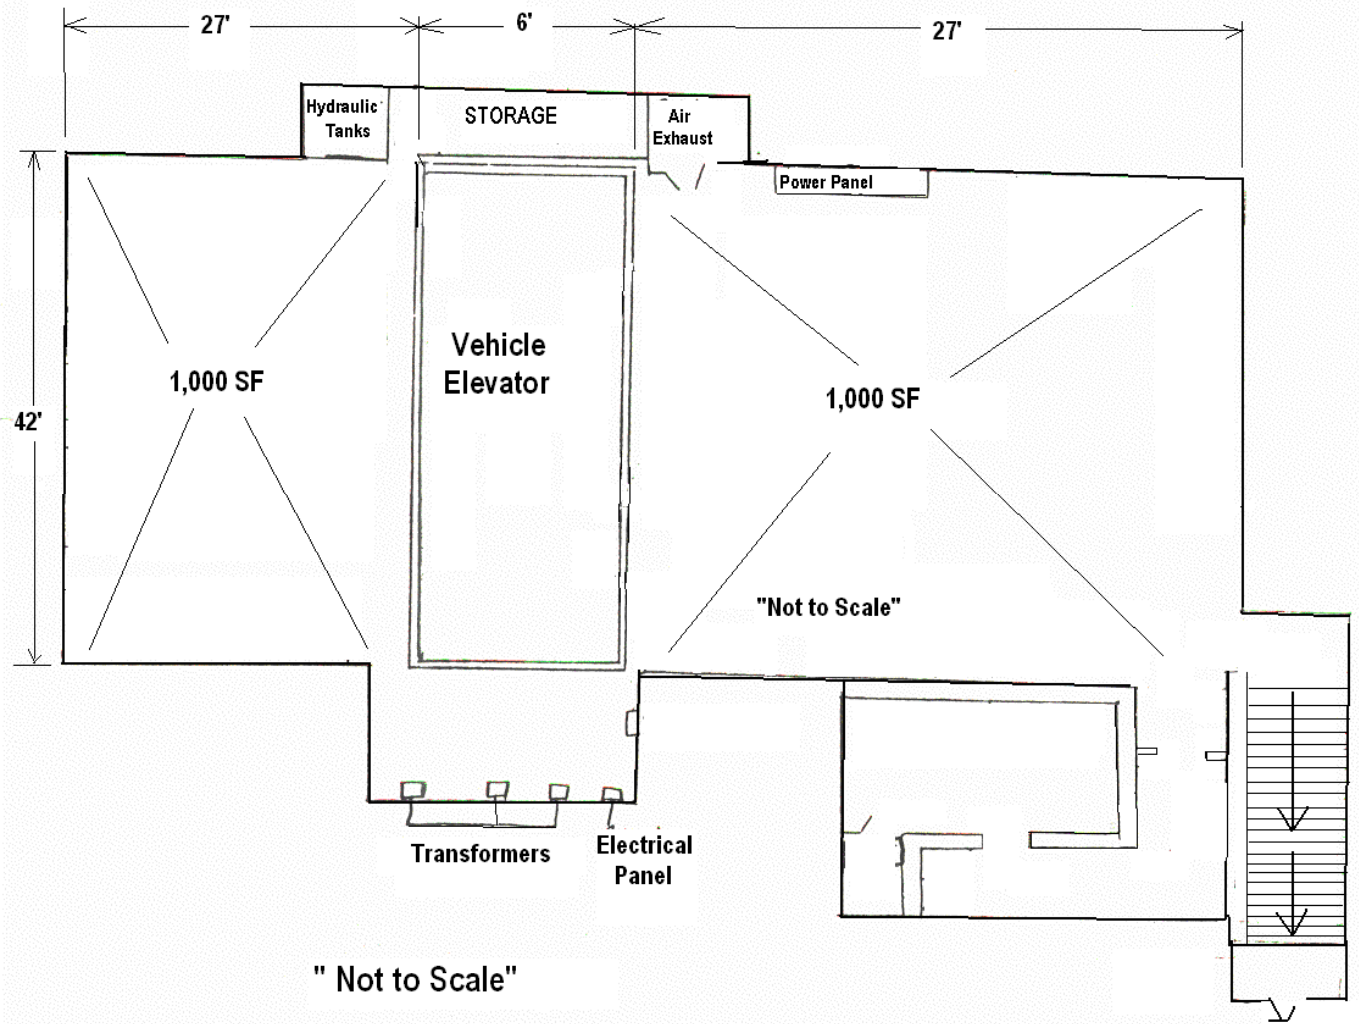 27'
6'
27'
Hydraulic
Tanks
STORAGE
Air
Exhaust
Power Panel
Vehicle
Elevator
1,000 SF
1,000 SF
42'
"Not to Scale"
Transformers
Electrical
Panel
" Not to Scale"